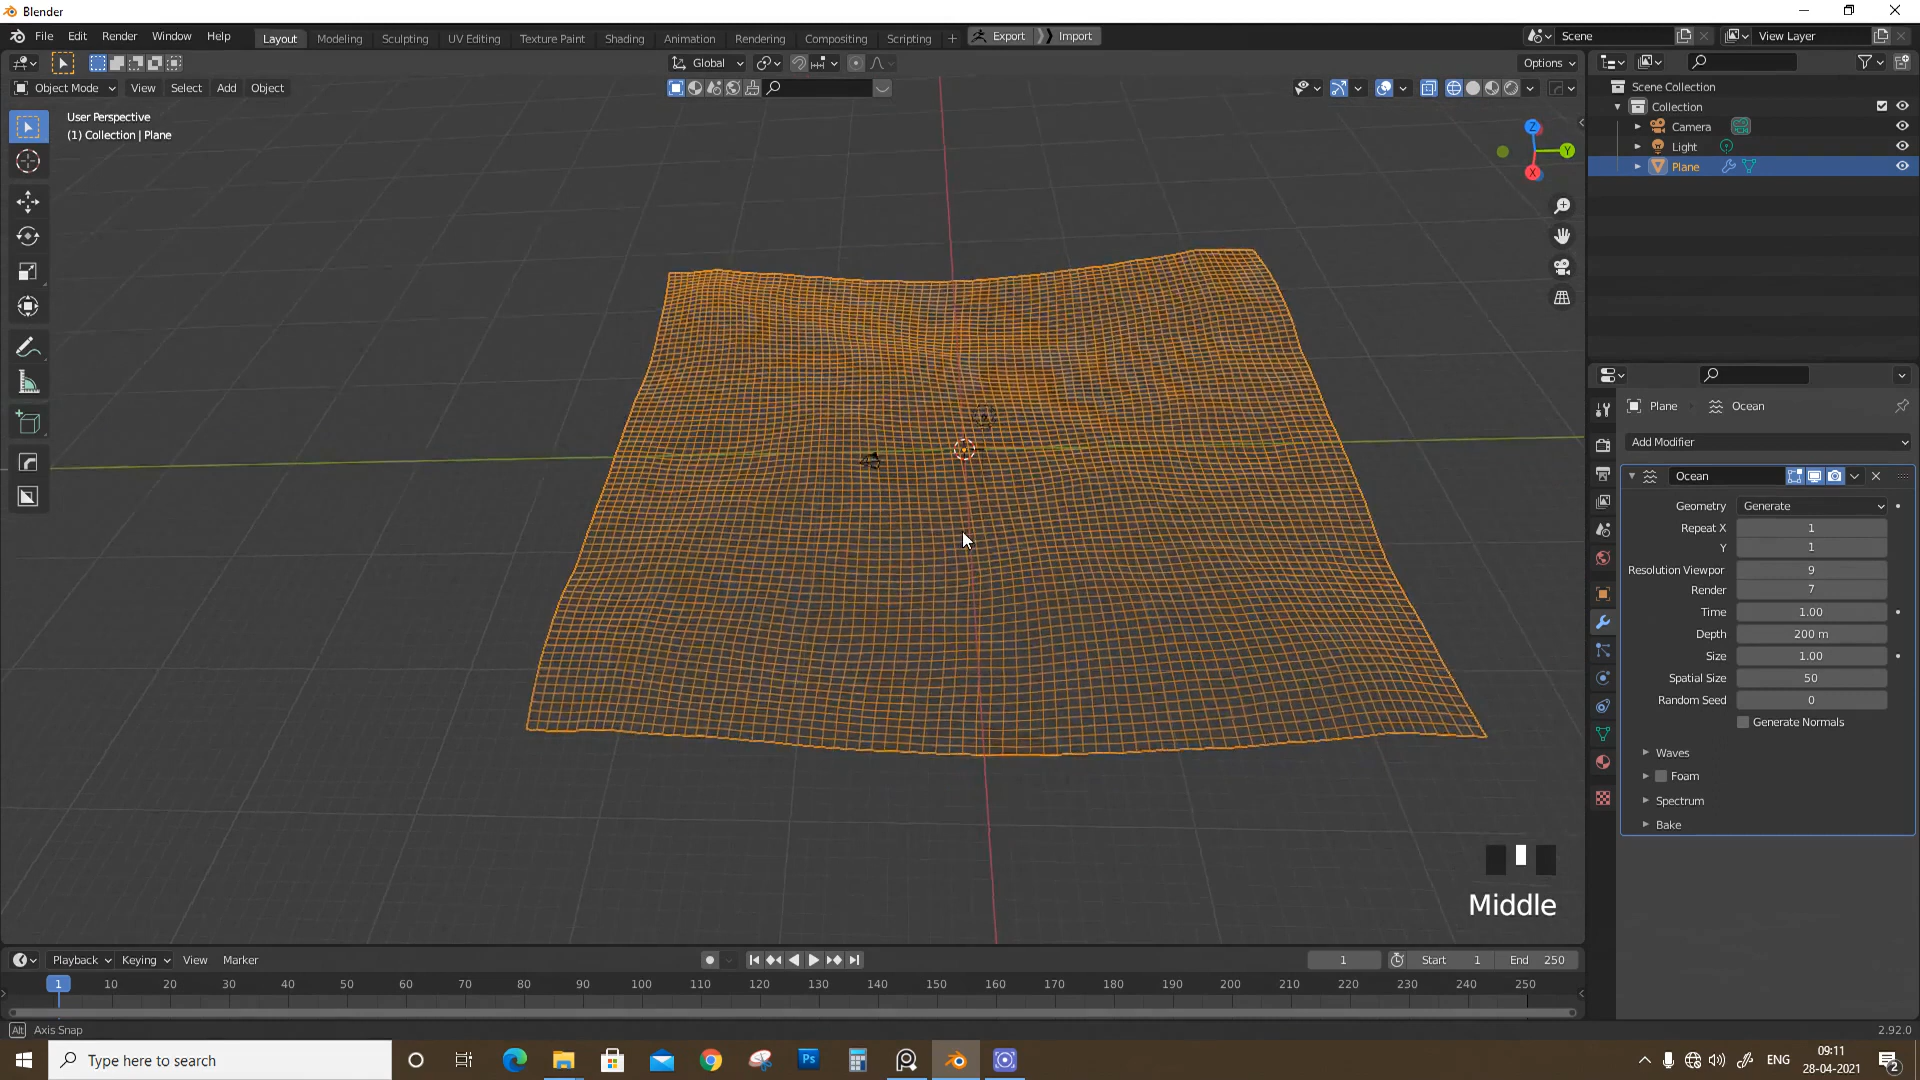 Blender
File Edit Render Window Help
Layout Modeling Sculpting UV Editing Texture Paint Shading Animation Rendering Compositing Scripting + Export Import
Scene View Layer
Global Options
Object Mode View Select Add Object
User Perspective
(1) Collection | Plane
Z
Y
X
Scene Collection
Collection
Camera
Light
Plane
Plane Ocean
Add Modifier
Ocean
Geometry Generate
Repeat X 1
Y 1
Resolution Viewpor 9
Render 7
Time 1.00
Depth 200 m
Size 1.00
Spatial Size 50
Random Seed 0
Generate Normals
Waves
Foam
Spectrum
Bake
Middle
Playback Keying View Marker
1 Start 1 End 250
1 10 20 30 40 50 60 70 80 90 100 110 120 130 140 150 160 170 180 190 200 210 220 230 240 250
Alt Axis Snap
2.92.0
Type here to search
Ps
ENG
09:11
28-04-2021
2